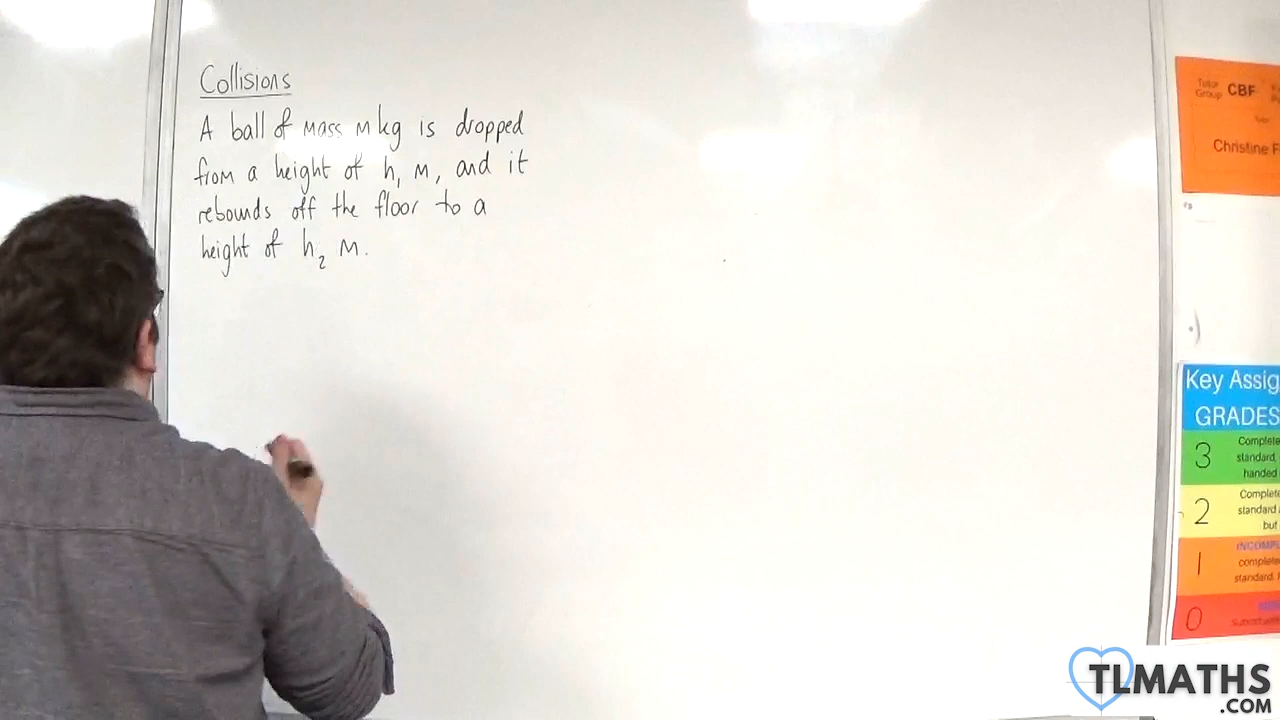 Collisions
A ball of mass m kg is dropped
from a height of h₁ m, and it
rebounds off the floor to a
height of h₂ m.
Tutor
Group CBF
Tutor
Christine
Key Assig
GRADES
3 Complete
standard,
handed
2 Complete
standard
but
INCOMPL
1 complete
standard.
0
TLMATHS
.COM